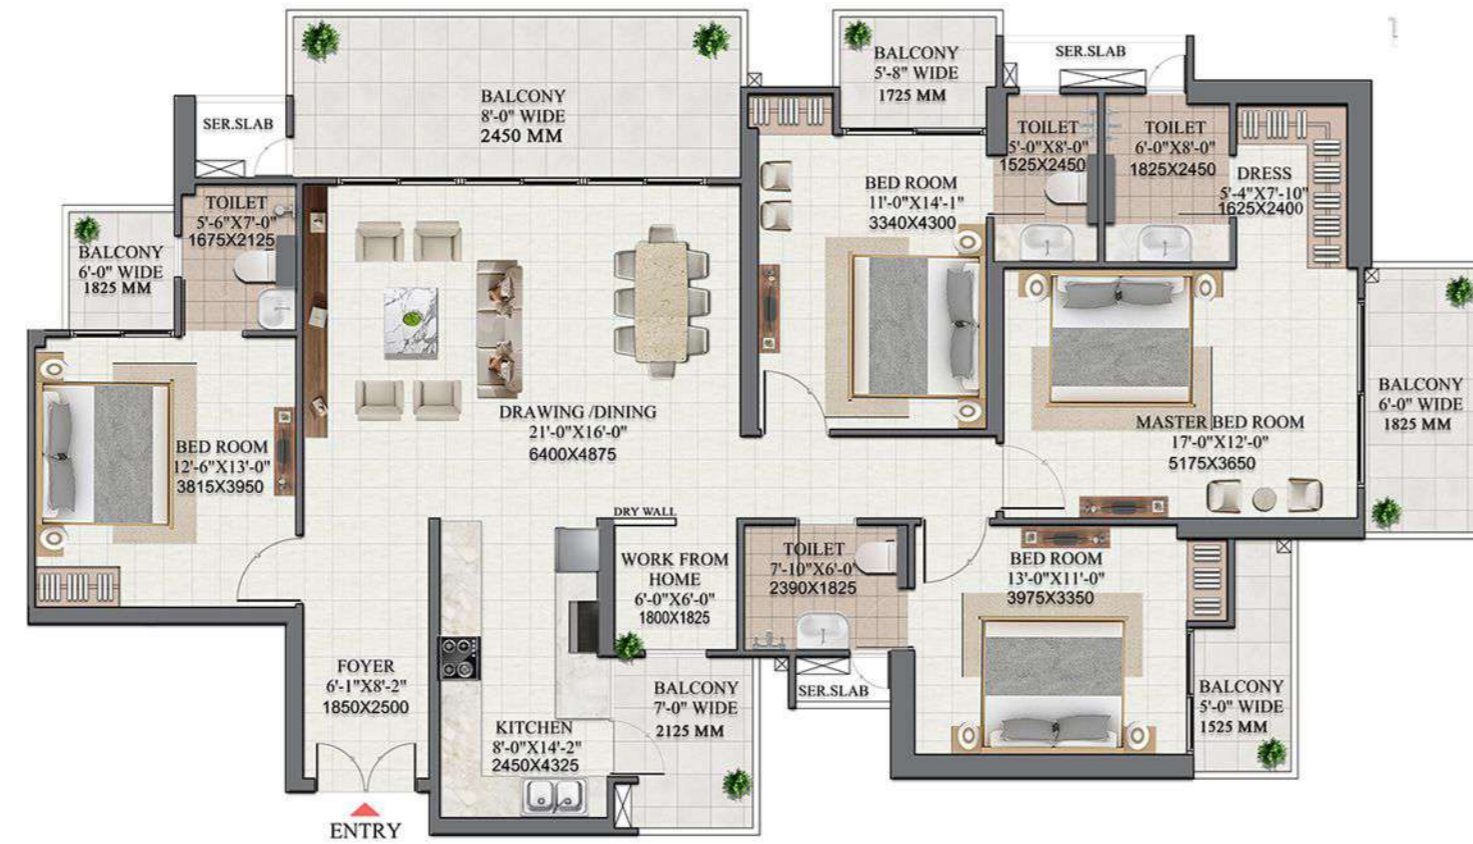 BALCONY
8'-0" WIDE
2450 MM
SER.SLAB
BALCONY
5'-8" WIDE
1725 MM
SER.SLAB
TOILET
5'-6"X7'-0"
1675X2125
BALCONY
6'-0" WIDE
1825 MM
BED ROOM
11'-0"X14'-1"
3340X4300
TOILET
5'-0"X8'-0"
1525X2450
TOILET
6'-0"X8'-0"
1825X2450
DRESS
5'-4"X7'-10"
1625X2400
BED ROOM
12'-6"X13'-0"
3815X3950
DRAWING /DINING
21'-0"X16'-0"
6400X4875
MASTER BED ROOM
17'-0"X12'-0"
5175X3650
BALCONY
6'-0" WIDE
1825 MM
DRY WALL
WORK FROM
HOME
6'-0"X6'-0"
1800X1825
TOILET
7'-10"X6'-0"
2390X1825
BED ROOM
13'-0"X11'-0"
3975X3350
FOYER
6'-1"X8'-2"
1850X2500
KITCHEN
8'-0"X14'-2"
2450X4325
BALCONY
7'-0" WIDE
2125 MM
SER.SLAB
BALCONY
5'-0" WIDE
1525 MM
ENTRY